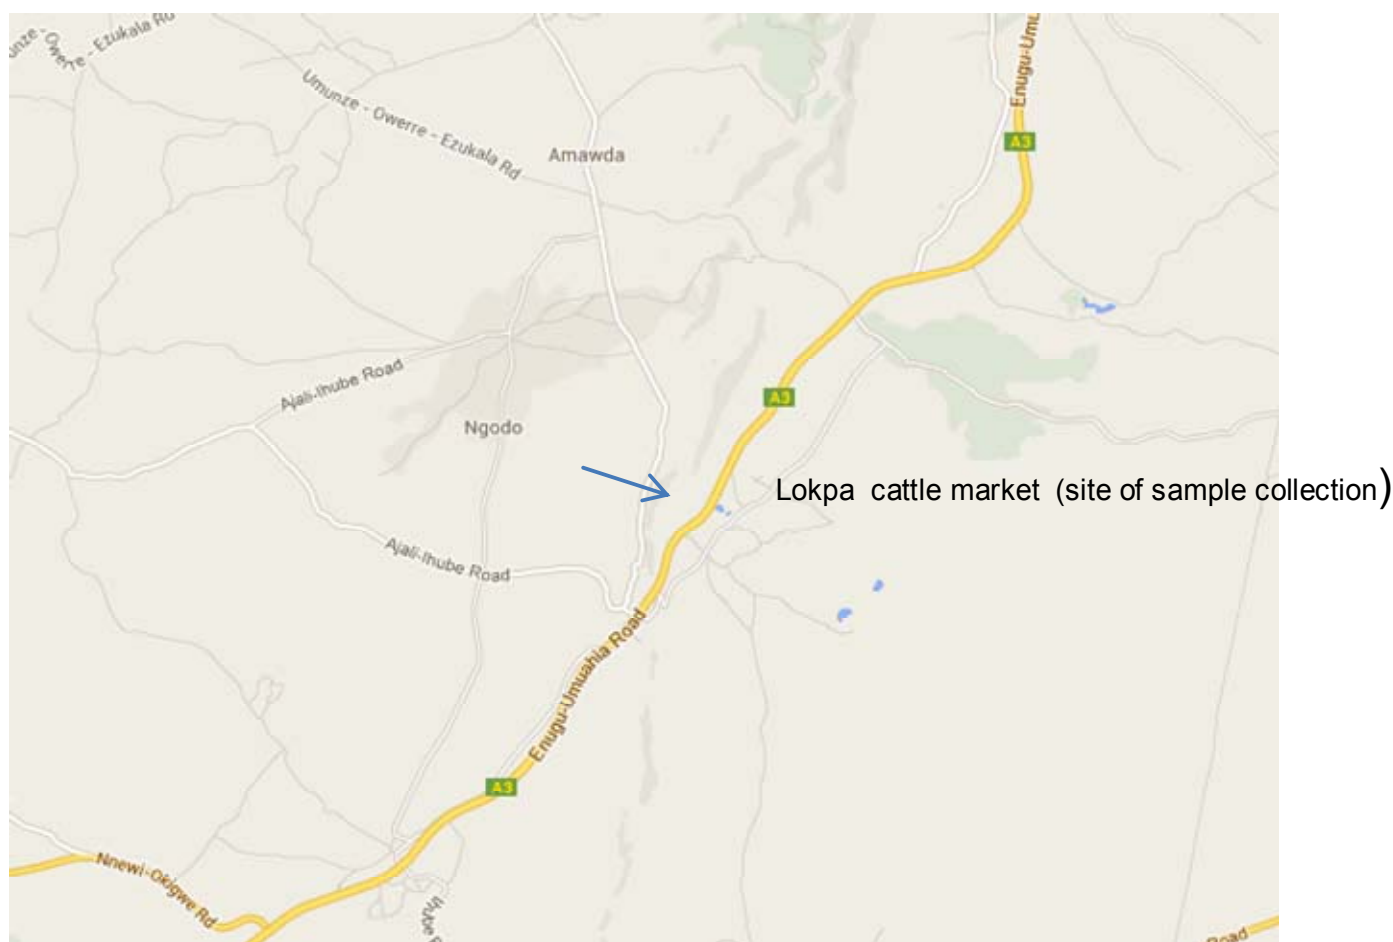 Umunze - Owerre - Ezukala Rd
Enugu-Umu
A3
Umunze - Owerre - Ezukala Rd
Amawda
Ajali-Ihube Road
A3
Ngodo
Lokpa cattle market (site of sample collection)
Ajali-Ihube Road
Enugu-Umuahia Road
A3
Nnewi-Okigwe Rd
Road